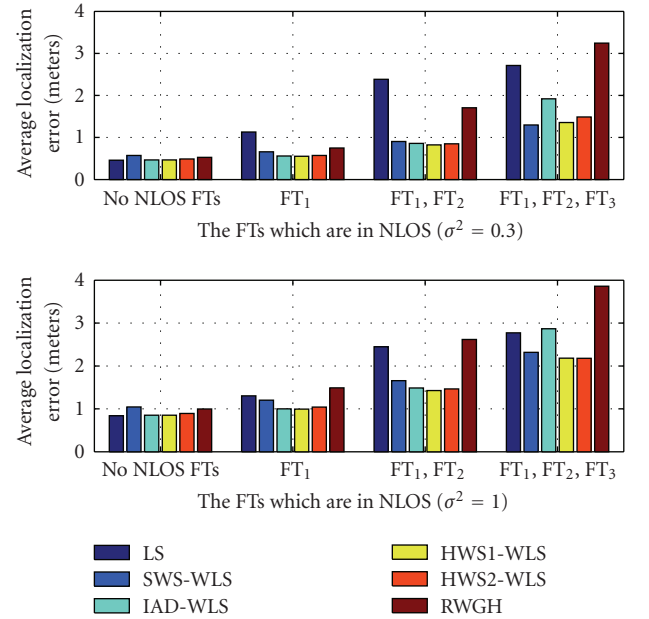 Average localization
error (meters)
4
3
2
1
0
No NLOS FTs
FT₁
FT₁, FT₂
FT₁, FT₂, FT₃
The FTs which are in NLOS (σ² = 0.3)
Average localization
error (meters)
4
3
2
1
0
No NLOS FTs
FT₁
FT₁, FT₂
FT₁, FT₂, FT₃
The FTs which are in NLOS (σ² = 1)
LS
SWS-WLS
IAD-WLS
HWS1-WLS
HWS2-WLS
RWGH